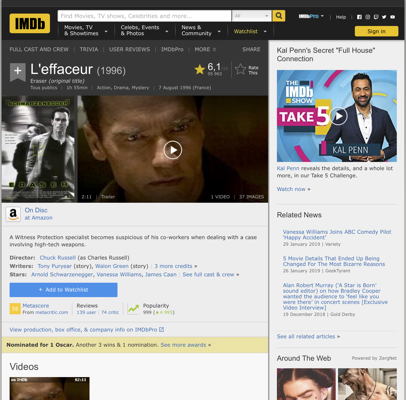 IMDb
Find Movies, TV shows, Celebrities and more...
All
Movies, TV & Showtimes
Celebs, Events & Photos
News & Community
Watchlist
IMDbPro
Help
Sign in
FULL CAST AND CREW | TRIVIA | USER REVIEWS | IMDbPro | MORE
SHARE
L'effaceur (1996)
Eraser (original title)
Tous publics | 1h 55min | Action, Drama, Mystery | 7 August 1996 (France)
6,1
Rate This
SCHWARZENEGGER
2:11 | Trailer
1 VIDEO | 37 IMAGES
a On Disc
at Amazon
A Witness Protection specialist becomes suspicious of his co-workers when dealing with a case
involving high-tech weapons.
Director: Chuck Russell (as Charles Russell)
Writers: Tony Puryear (story), Walon Green (story) | 3 more credits »
Stars: Arnold Schwarzenegger, Vanessa Williams, James Caan | See full cast & crew »
+ Add to Watchlist
Metascore
From metacritic.com
Reviews
139 user | 74 critic
Popularity
View production, box office, & company info on IMDbPro
Nominated for 1 Oscar. Another 3 wins & 1 nomination. See more awards »
Videos
as IMDb
02:11
Kal Penn's Secret "Full House"
Connection
THE IMDb SHOW
TAKE 5
KAL PENN
Kal Penn reveals the details, and a whole lot
more, in our Take 5 Challenge.
Watch now »
Related News
Vanessa Williams Joins ABC Comedy Pilot
'Happy Accident'
29 January 2019 | Variety
5 Movie Details That Ended Up Being
Changed For The Most Bizarre Reasons
26 January 2019 | GeekTyrant
Alan Robert Murray ('A Star is Born'
sound editor) on how Bradley Cooper
wanted the audience to 'feel like you
were there' in concert scenes [Exclusive
Video Interview]
19 December 2018 | Gold Derby
See all related articles »
Around The Web
Powered by ZergNet